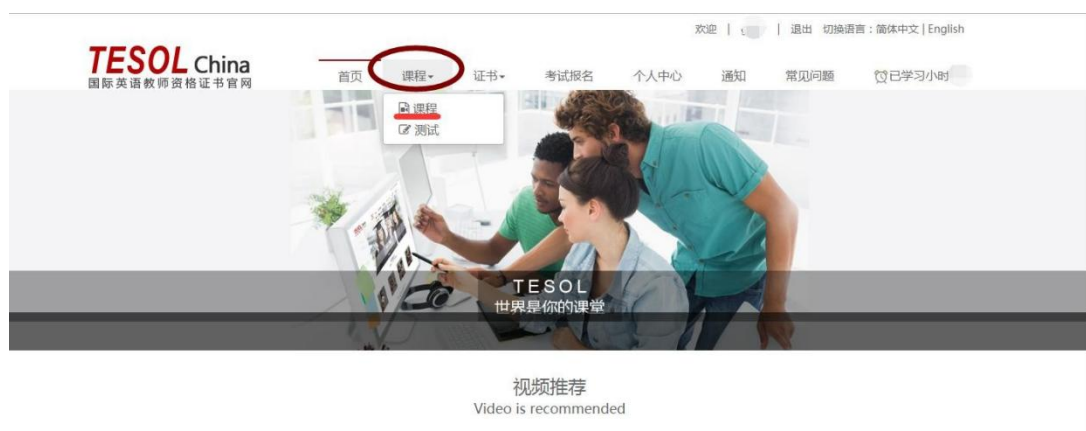 欢迎 | | 退出 切换语言:简体中文 | English
TESOL China
国际英语教师资格证书官网
首页 课程 证书 考试报名 个人中心 通知 常见问题 已学习小时
课程
测试
TESOL
世界是你的课堂
视频推荐
Video is recommended